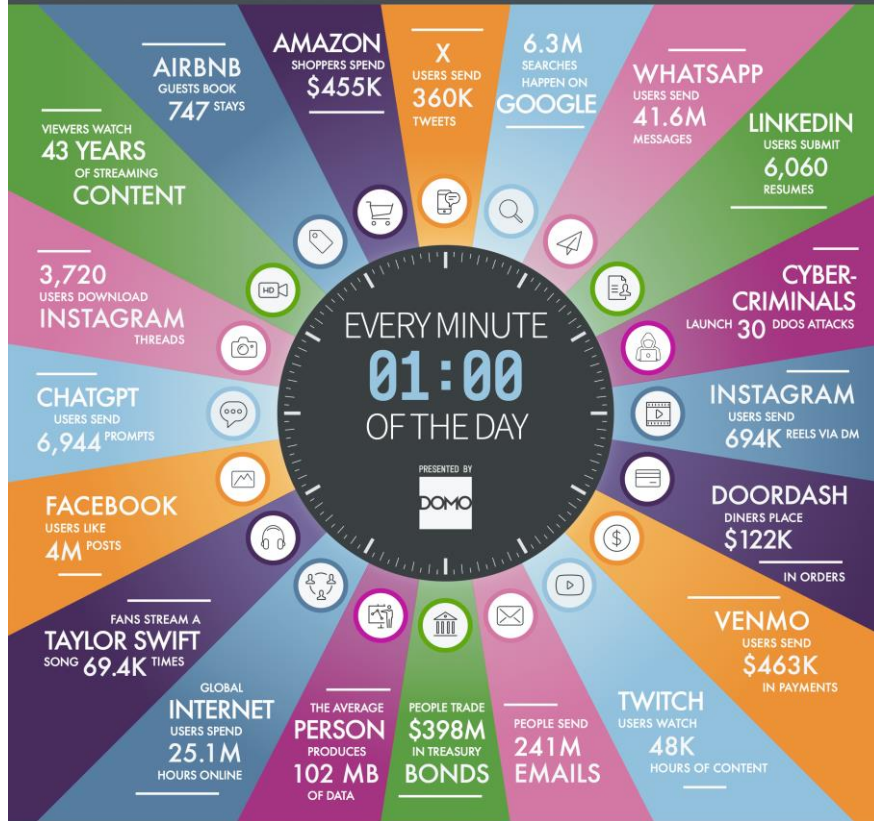 EVERY MINUTE
01:00
OF THE DAY
PRESENTED BY
DOMO
X
USERS SEND
360K
TWEETS
6.3M
SEARCHES
HAPPEN ON
GOOGLE
WHATSAPP
USERS SEND
41.6M
MESSAGES
LINKEDIN
USERS SUBMIT
6,060
RESUMES
CYBER-
CRIMINALS
LAUNCH 30 DDOS ATTACKS
INSTAGRAM
USERS SEND
694K REELS VIA DM
DOORDASH
DINERS PLACE
$122K
IN ORDERS
VENMO
USERS SEND
$463K
IN PAYMENTS
TWITCH
USERS WATCH
48K
HOURS OF CONTENT
PEOPLE SEND
241M
EMAILS
PEOPLE TRADE
$398M
IN TREASURY
BONDS
THE AVERAGE
PERSON
PRODUCES
102 MB
OF DATA
GLOBAL
INTERNET
USERS SPEND
25.1M
HOURS ONLINE
FANS STREAM A
TAYLOR SWIFT
SONG 69.4K TIMES
FACEBOOK
USERS LIKE
4M POSTS
CHATGPT
USERS SEND
6,944 PROMPTS
3,720
USERS DOWNLOAD
INSTAGRAM
THREADS
VIEWERS WATCH
43 YEARS
OF STREAMING
CONTENT
AIRBNB
GUESTS BOOK
747 STAYS
AMAZON
SHOPPERS SPEND
$455K
HD
$